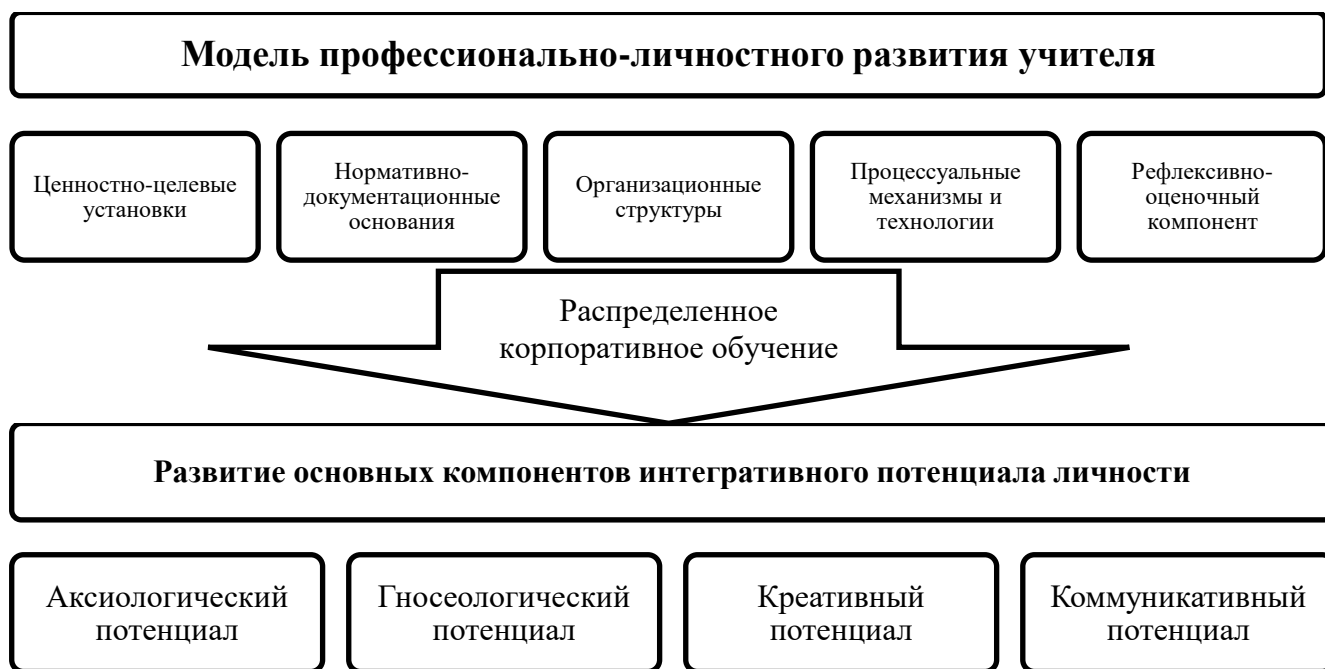 Модель профессионально-личностного развития учителя
Ценностно-целевые
установки
Нормативно-
документационные
основания
Организационные
структуры
Процессуальные
механизмы и
технологии
Рефлексивно-
оценочный
компонент
Распределенное
корпоративное обучение
Развитие основных компонентов интегративного потенциала личности
Аксиологический
потенциал
Гносеологический
потенциал
Креативный
потенциал
Коммуникативный
потенциал